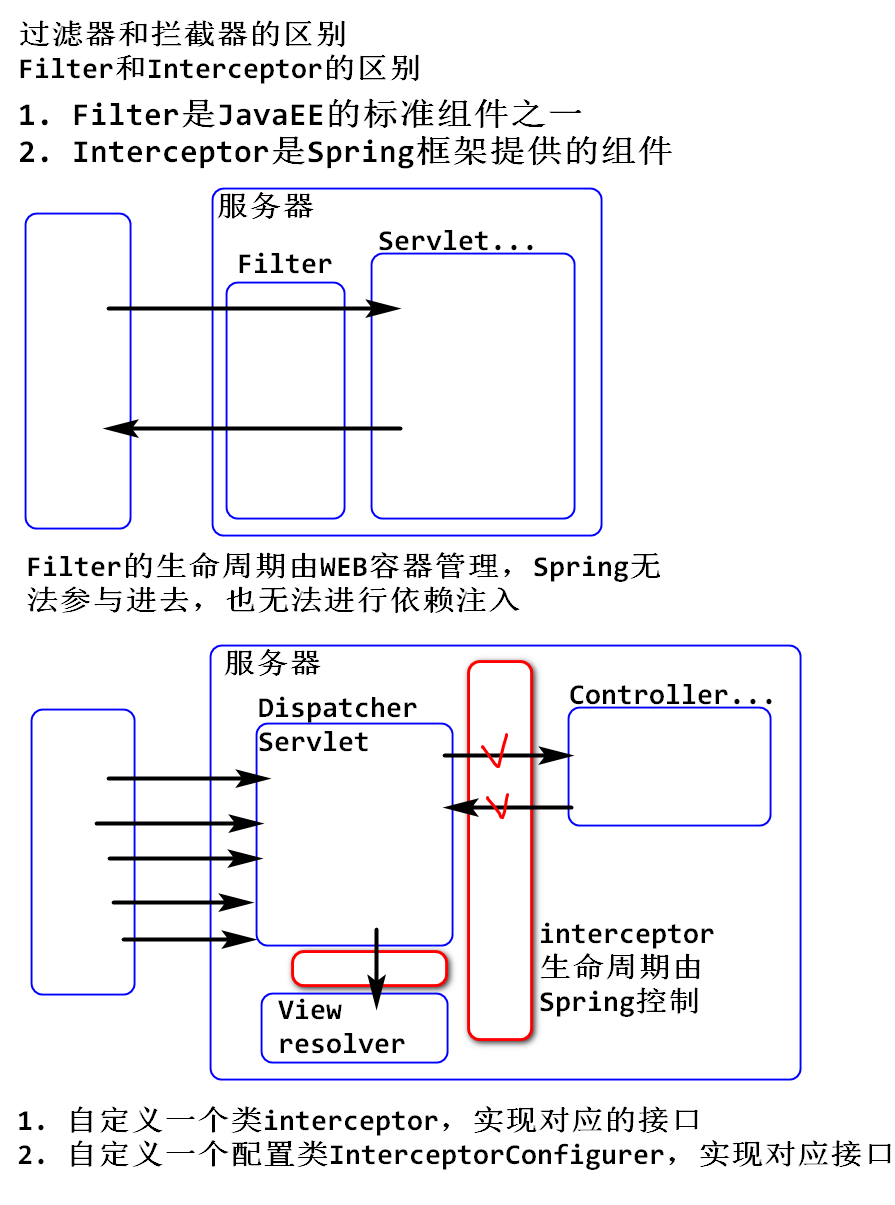 过滤器和拦截器的区别
Filter和Interceptor的区别
1. Filter是JavaEE的标准组件之一
2. Interceptor是Spring框架提供的组件
服务器
Servlet...
Filter
Filter的生命周期由WEB容器管理，Spring无
法参与进去，也无法进行依赖注入
服务器
Dispatcher
Servlet
Controller...
interceptor
生命周期由
Spring控制
View
resolver
1. 自定义一个类interceptor，实现对应的接口
2. 自定义一个配置类InterceptorConfigurer，实现对应接口